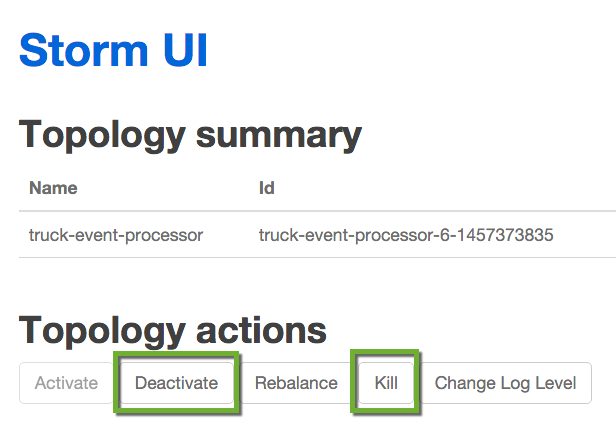 Storm UI
Topology summary
Name Id
truck-event-processor truck-event-processor-6-1457373835
Topology actions
Activate Deactivate Rebalance Kill Change Log Level